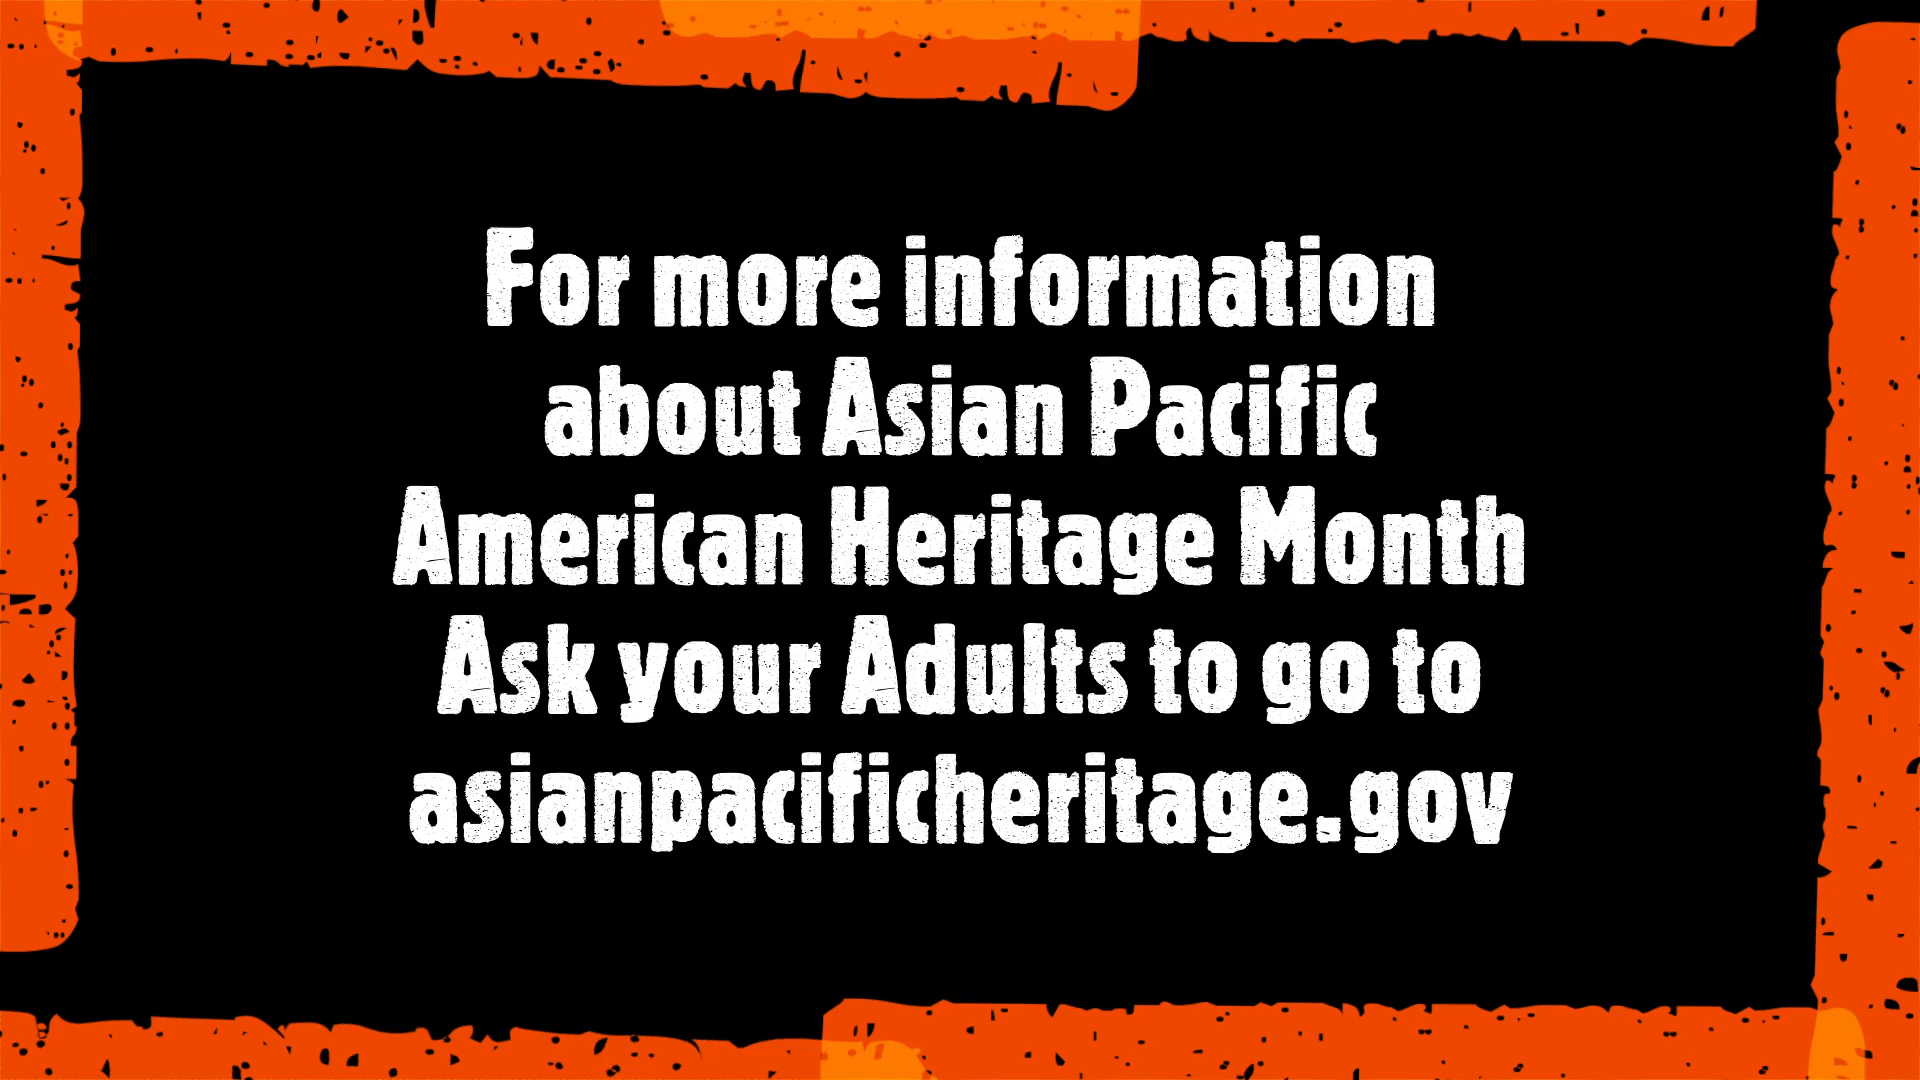 For more information
about Asian Pacific
American Heritage Month
Ask your Adults to go to
asianpacificheritage.gov